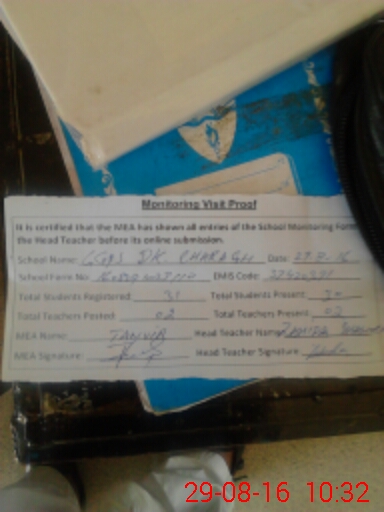 Monitoring Visit Proof
It is certified that the MEA has shown all entries of the School Monitoring Form
the Head Teacher before its online submission.
School Name: GGPS DK CHARAGH Date: 29.8.16
School Form No: EMIS Code:
Total Students Registered: 31 Total Students Present: 30
Total Teachers Posted: 02 Total Teachers Present: 02
MEA Name: TANVIR Head Teacher Name:
MEA Signature: Head Teacher Signature:
29-08-16 10:32